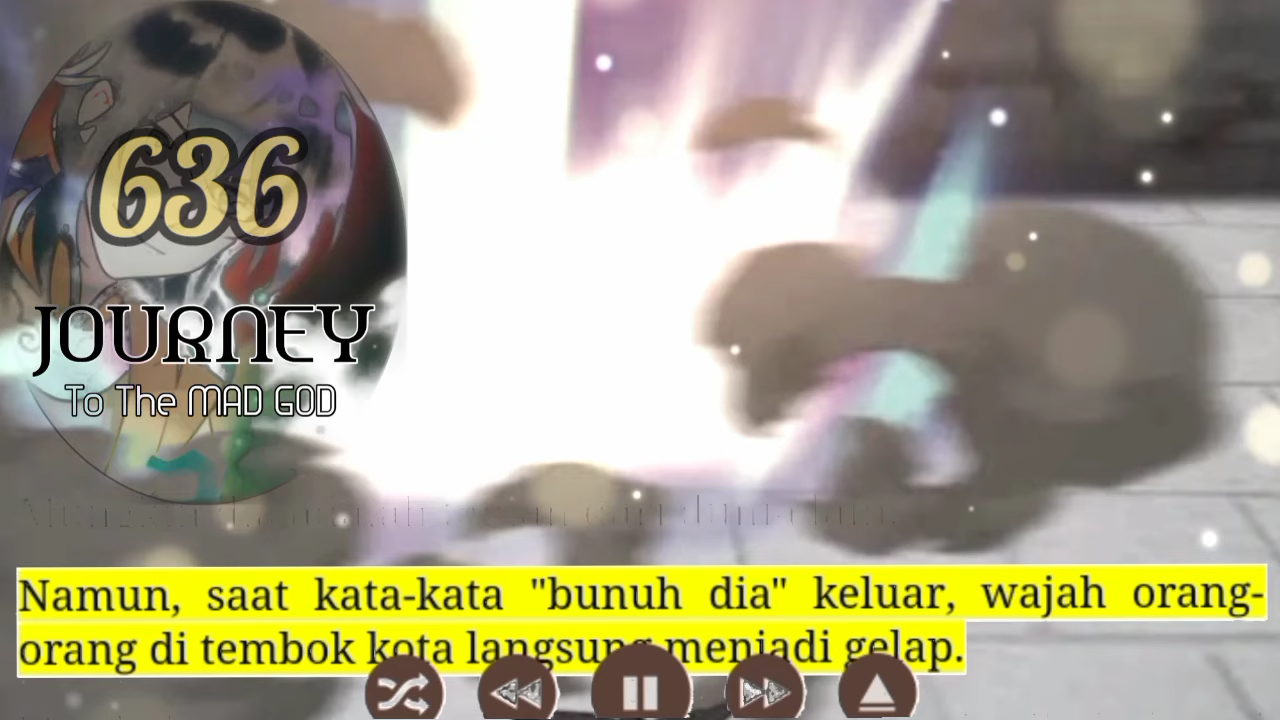 636
JOURNEY
To The MAD GOD
Namun, saat kata-kata "bunuh dia" keluar, wajah orang-
orang di tembok kota langsung menjadi gelap.